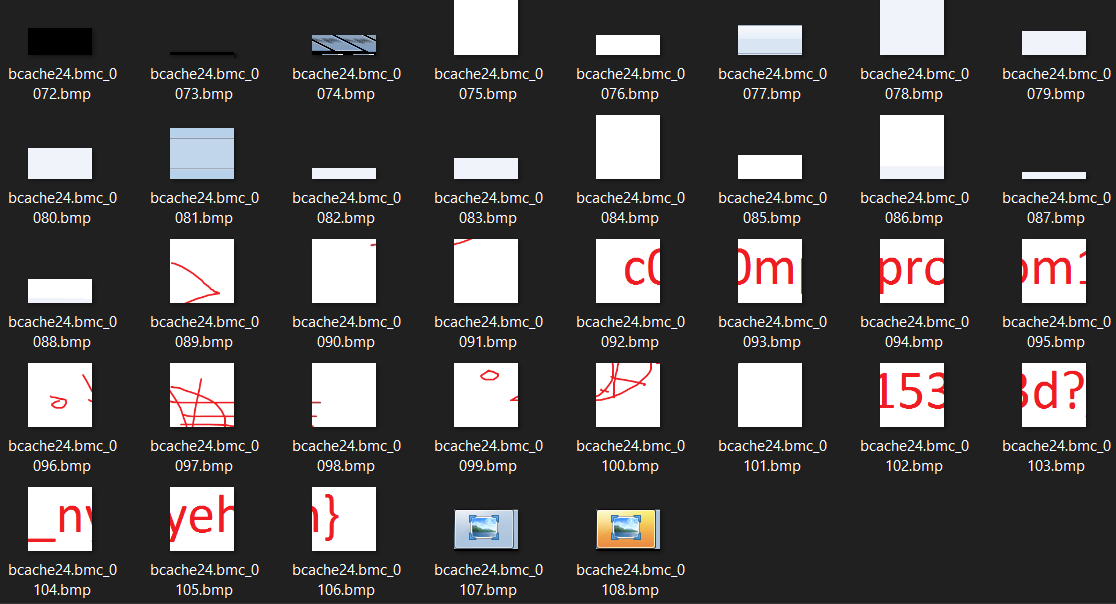 bcache24.bmc_0072.bmp bcache24.bmc_0073.bmp bcache24.bmc_0074.bmp bcache24.bmc_0075.bmp bcache24.bmc_0076.bmp bcache24.bmc_0077.bmp bcache24.bmc_0078.bmp bcache24.bmc_0079.bmp
bcache24.bmc_0080.bmp bcache24.bmc_0081.bmp bcache24.bmc_0082.bmp bcache24.bmc_0083.bmp bcache24.bmc_0084.bmp bcache24.bmc_0085.bmp bcache24.bmc_0086.bmp bcache24.bmc_0087.bmp
c0 0m pro om1
bcache24.bmc_0088.bmp bcache24.bmc_0089.bmp bcache24.bmc_0090.bmp bcache24.bmc_0091.bmp bcache24.bmc_0092.bmp bcache24.bmc_0093.bmp bcache24.bmc_0094.bmp bcache24.bmc_0095.bmp
153 3d?
bcache24.bmc_0096.bmp bcache24.bmc_0097.bmp bcache24.bmc_0098.bmp bcache24.bmc_0099.bmp bcache24.bmc_0100.bmp bcache24.bmc_0101.bmp bcache24.bmc_0102.bmp bcache24.bmc_0103.bmp
_ny yeh h}
bcache24.bmc_0104.bmp bcache24.bmc_0105.bmp bcache24.bmc_0106.bmp bcache24.bmc_0107.bmp bcache24.bmc_0108.bmp